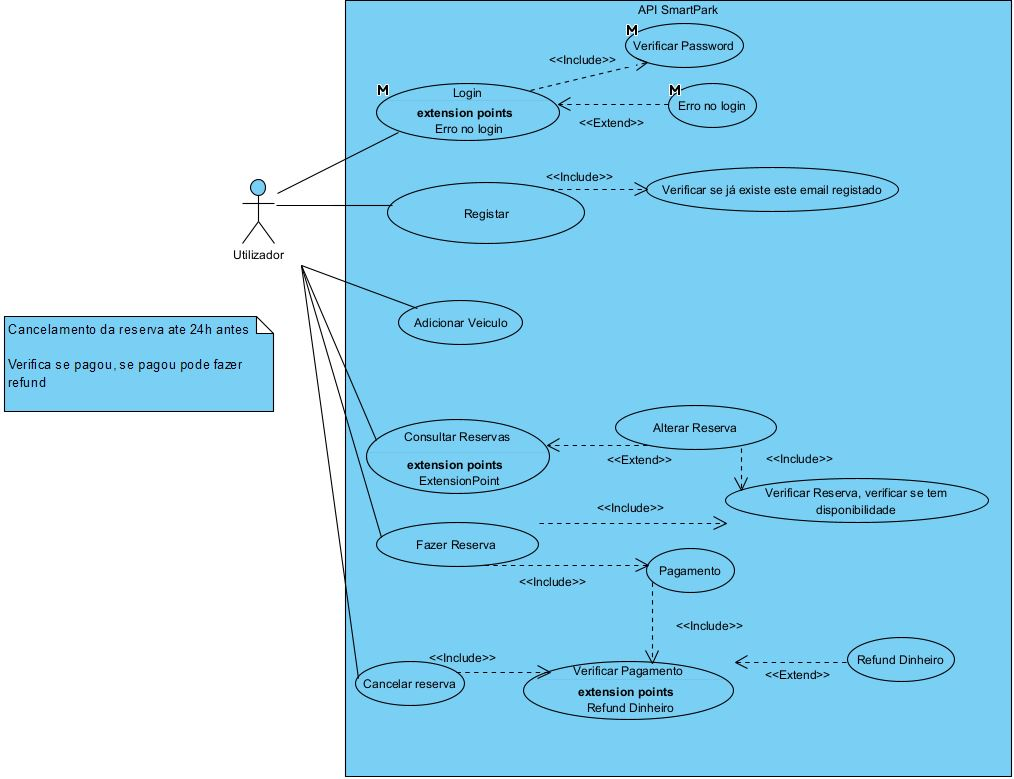 API SmartPark
M
Verificar Password
<<Include>>
M
Login
extension points
Erro no login
M
Erro no login
<<Extend>>
<<Include>>
Verificar se já existe este email registado
Registar
Utilizador
Adicionar Veiculo
Cancelamento da reserva ate 24h antes
Verifica se pagou, se pagou pode fazer
refund
Consultar Reservas
extension points
ExtensionPoint
Alterar Reserva
<<Extend>>
<<Include>>
Verificar Reserva, verificar se tem
disponibilidade
<<Include>>
Fazer Reserva
Pagamento
<<Include>>
<<Include>>
<<Include>>
Cancelar reserva
Verificar Pagamento
extension points
Refund Dinheiro
Refund Dinheiro
<<Extend>>